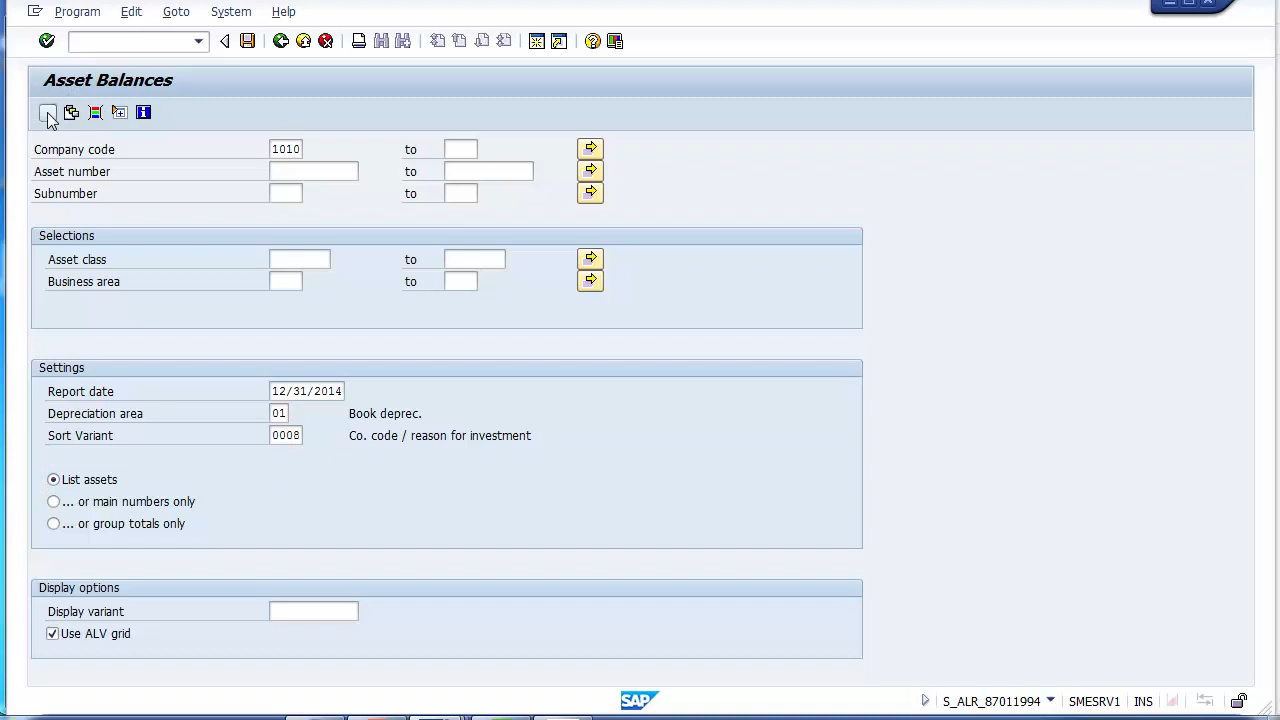 Program Edit Goto System Help
Asset Balances
Company code 1010 to
Asset number to
Subnumber to
Selections
Asset class to
Business area to
Settings
Report date 12/31/2014
Depreciation area 01 Book deprec.
Sort Variant 0008 Co. code / reason for investment
List assets
... or main numbers only
... or group totals only
Display options
Display variant
Use ALV grid
SAP S_ALR_87011994 SMESRV1 INS